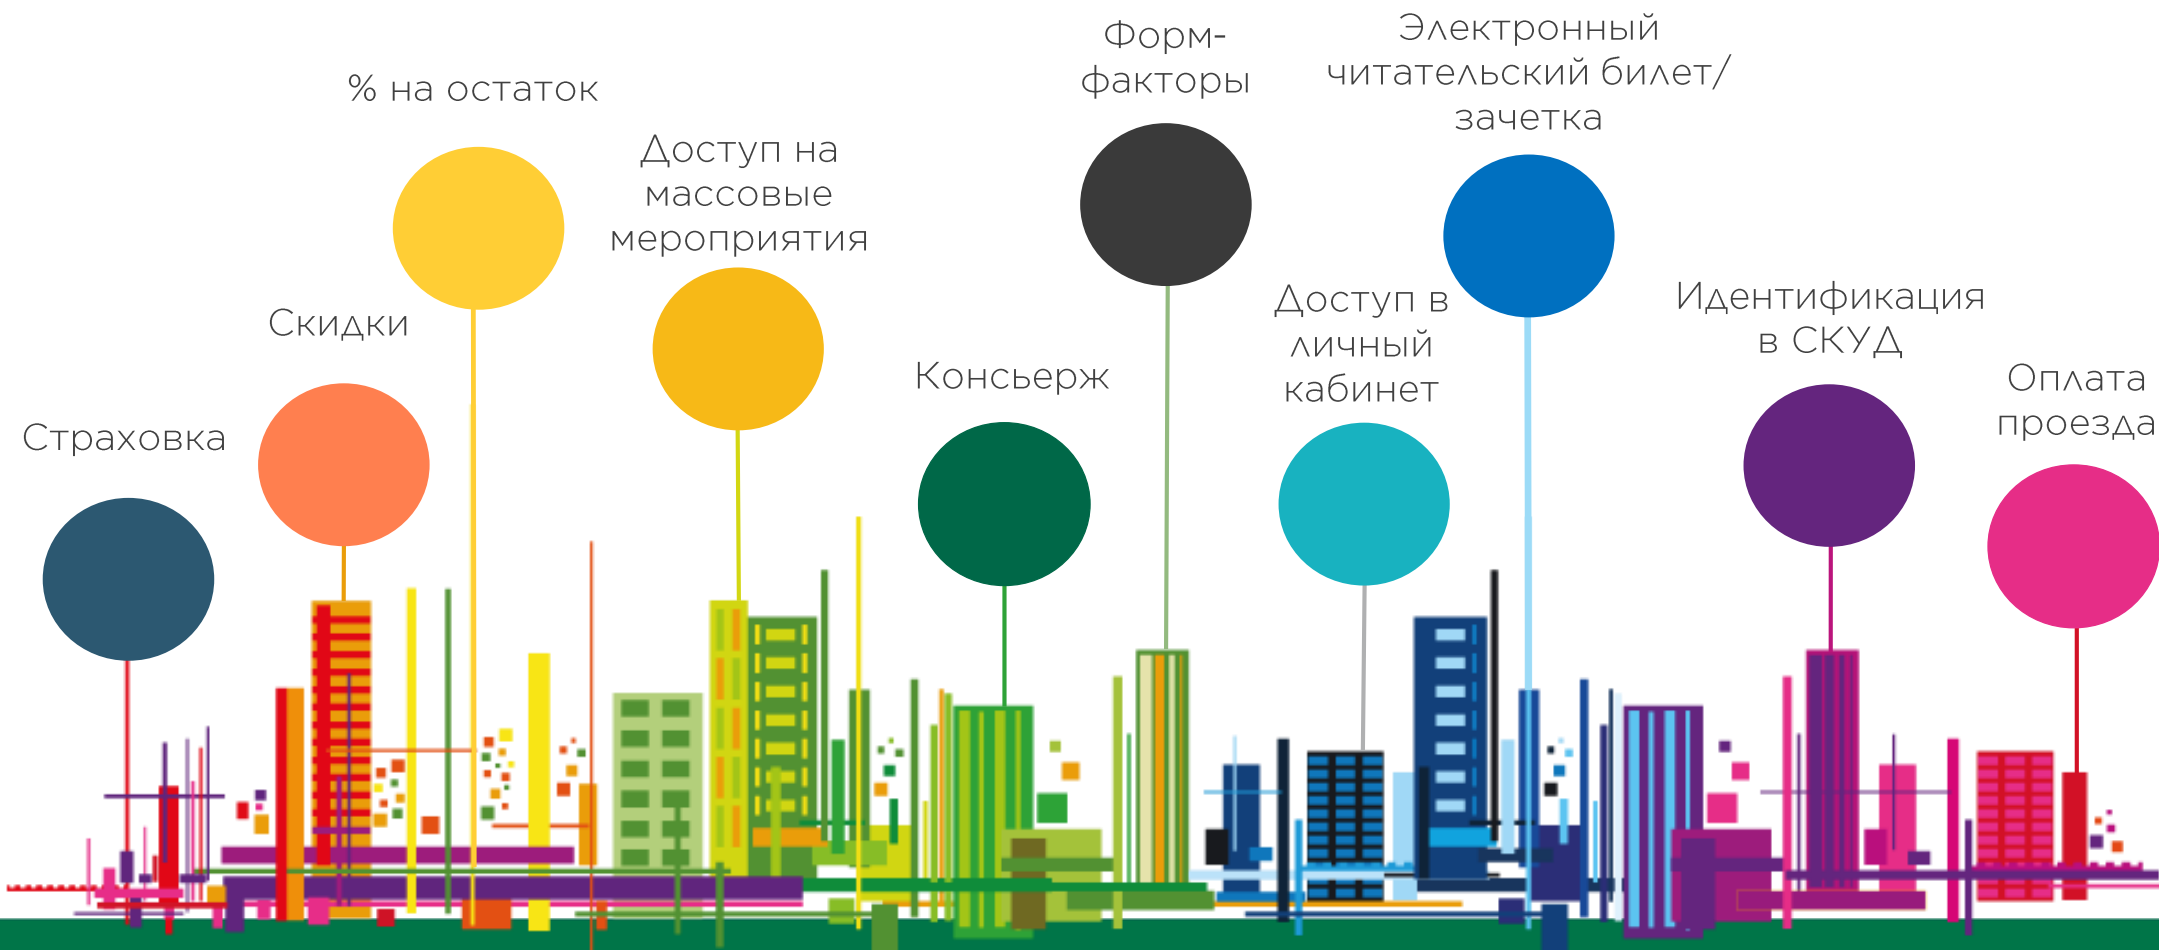 Страховка
Скидки
% на остаток
Доступ на
массовые
мероприятия
Консьерж
Форм-
факторы
Доступ в
личный
кабинет
Электронный
читательский билет/
зачетка
Идентификация
в СКУД
Оплата
проезда